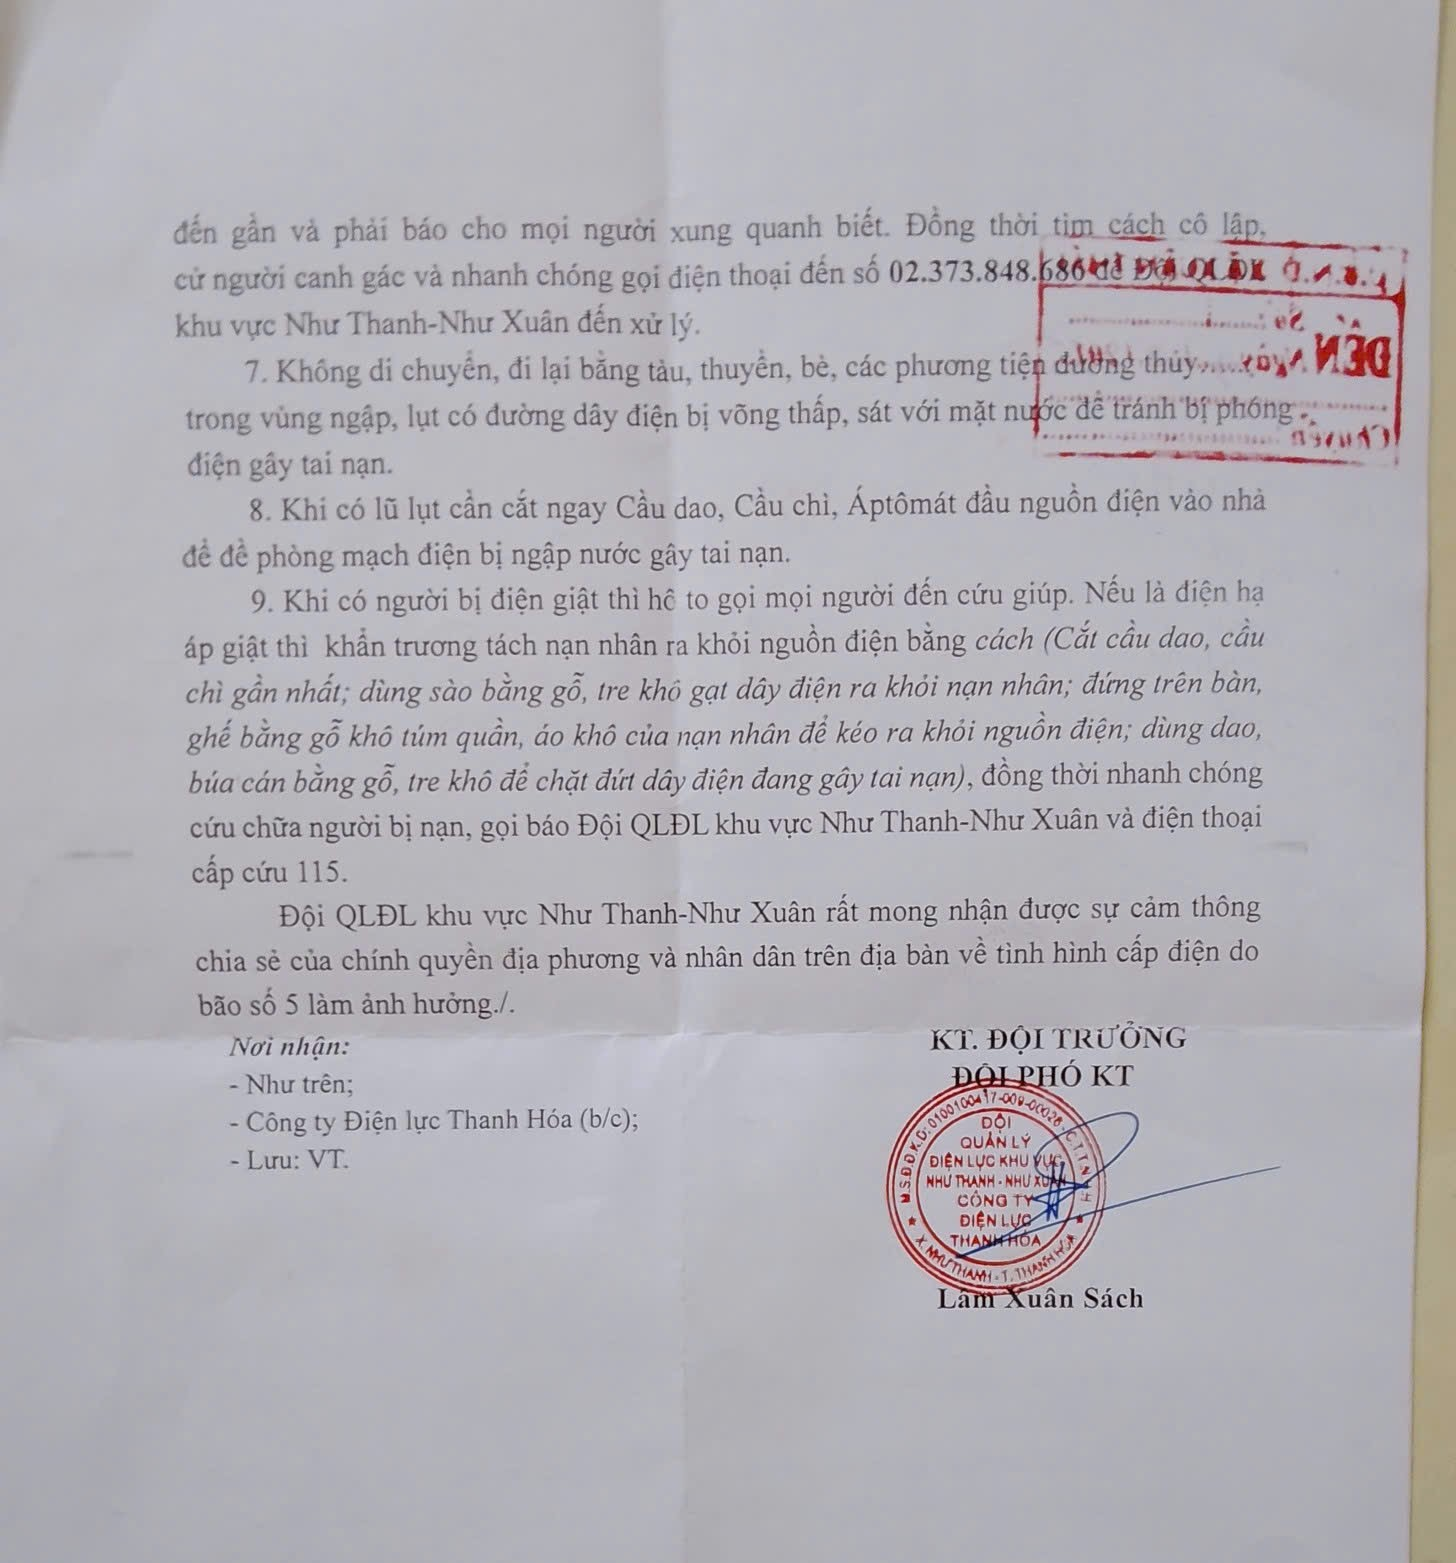 đến gần và phải báo cho mọi người xung quanh biết. Đồng thời tìm cách cô lập,
cử người canh gác và nhanh chóng gọi điện thoại đến số 02.373.848.686 để Đội QLĐL
khu vực Như Thanh-Như Xuân đến xử lý.
7. Không di chuyển, đi lại bằng tàu, thuyền, bè, các phương tiện đường thủy
trong vùng ngập, lụt có đường dây điện bị võng thấp, sát với mặt nước để tránh bị phóng
điện gây tai nạn.
8. Khi có lũ lụt cần cắt ngay Cầu dao, Cầu chì, Áptômát đầu nguồn điện vào nhà
để đề phòng mạch điện bị ngập nước gây tai nạn.
9. Khi có người bị điện giật thì hô to gọi mọi người đến cứu giúp. Nếu là điện hạ
áp giật thì khẩn trương tách nạn nhân ra khỏi nguồn điện bằng cách (Cắt cầu dao, cầu
chì gần nhất; dùng sào bằng gỗ, tre khô gạt dây điện ra khỏi nạn nhân; đứng trên bàn,
ghế bằng gỗ khô túm quần, áo khô của nạn nhân để kéo ra khỏi nguồn điện; dùng dao,
búa cán bằng gỗ, tre khô để chặt đứt dây điện đang gây tai nạn), đồng thời nhanh chóng
cứu chữa người bị nạn, gọi báo Đội QLĐL khu vực Như Thanh-Như Xuân và điện thoại
cấp cứu 115.
Đội QLĐL khu vực Như Thanh-Như Xuân rất mong nhận được sự cảm thông
chia sẻ của chính quyền địa phương và nhân dân trên địa bàn về tình hình cấp điện do
bão số 5 làm ảnh hưởng./.
Nơi nhận:
- Như trên;
- Công ty Điện lực Thanh Hóa (b/c);
- Lưu: VT.
KT. ĐỘI TRƯỞNG
ĐỘI PHÓ KT
M.S.D.Đ.K.D:0100100417-009-00026-C.T.T.N.H.H
ĐỘI
QUẢN LÝ
ĐIỆN LỰC KHU VỰC
NHƯ THANH - NHƯ XUÂN
CÔNG TY
ĐIỆN LỰC
THANH HÓA
X. NHƯ THANH - T. THANH HÓA
Lâm Xuân Sách
ĐẾN
Số
Ngày
Chuyển